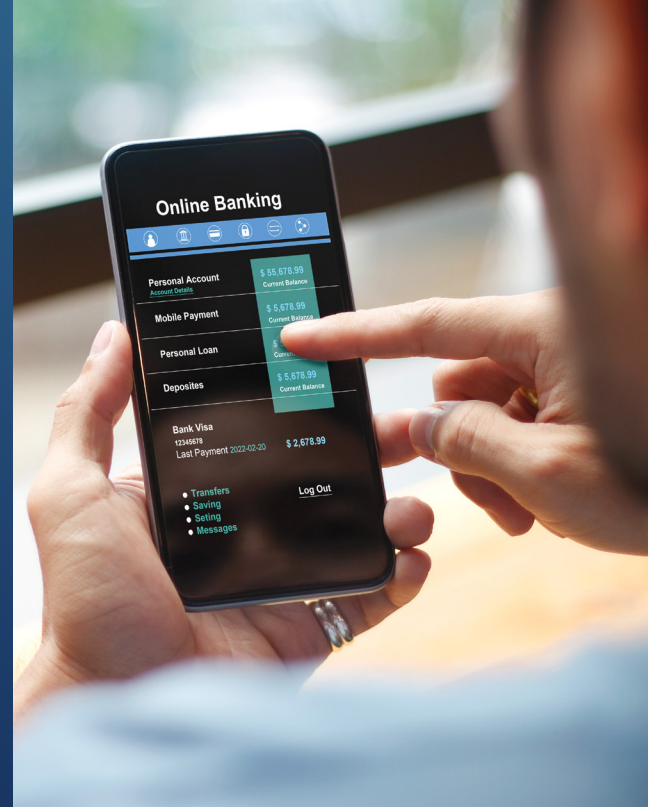 Online Banking
Personal Account
Account Details
$ 55,678.99
Current Balance
Mobile Payment
$ 5,678.99
Current Balance
Personal Loan
$
Deposites
$ 5,678.99
Current Balance
Bank Visa
12345678
Last Payment 2022-02-20
$ 2,678.99
Transfers
Saving
Seting
Messages
Log Out